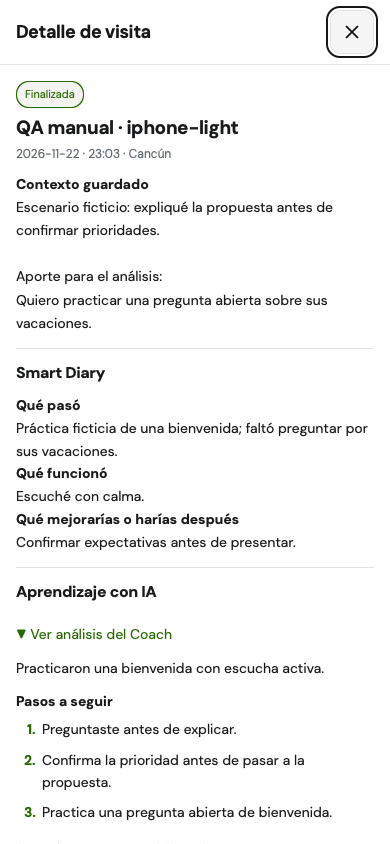 Detalle de visita
Finalizada
QA manual · iphone-light
2026-11-22 · 23:03 · Cancún
Contexto guardado
Escenario ficticio: expliqué la propuesta antes de
confirmar prioridades.
Aporte para el análisis:
Quiero practicar una pregunta abierta sobre sus
vacaciones.
Smart Diary
Qué pasó
Práctica ficticia de una bienvenida; faltó preguntar por
sus vacaciones.
Qué funcionó
Escuché con calma.
Qué mejorarías o harías después
Confirmar expectativas antes de presentar.
Aprendizaje con IA
▼ Ver análisis del Coach
Practicaron una bienvenida con escucha activa.
Pasos a seguir
1. Preguntaste antes de explicar.
2. Confirma la prioridad antes de pasar a la
propuesta.
3. Practica una pregunta abierta de bienvenida.